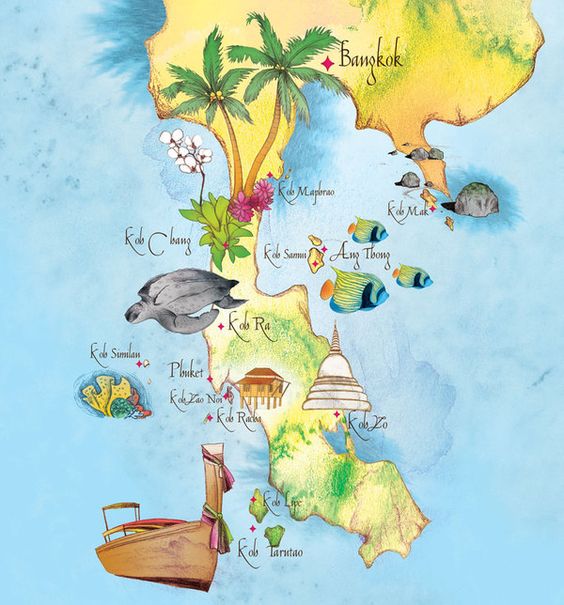 Bangkok
Koh Maphrao
Koh Mak
Koh Chang
Koh Samui
Ang Thong
Koh Ra
Koh Similan
Phuket
Koh Yao Noi
Koh Racha
Koh Yo
Koh Lipe
Koh Tarutao